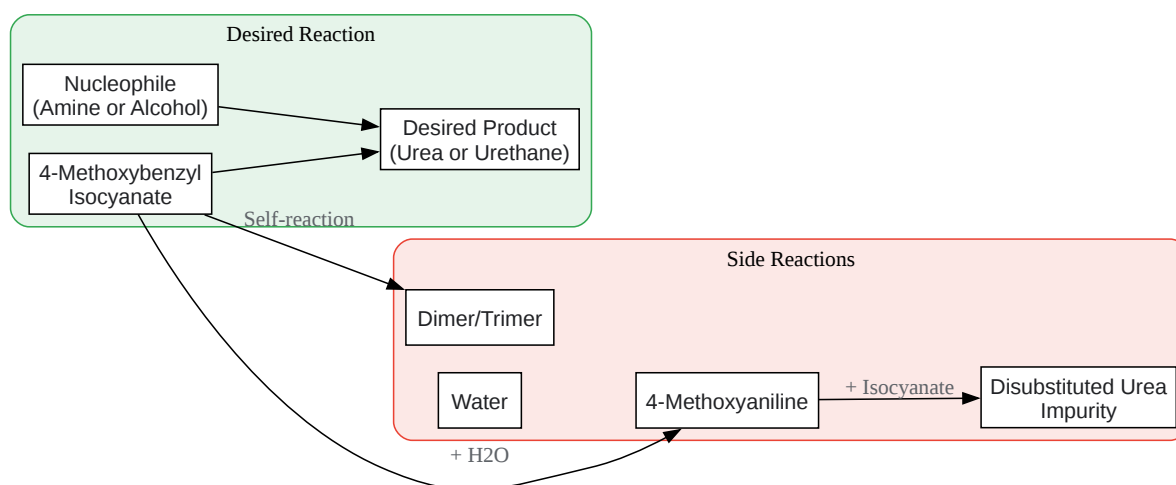 Desired Reaction
Nucleophile
(Amine or Alcohol)
Desired Product
(Urea or Urethane)
4-Methoxybenzyl
Isocyanate
Self-reaction
Side Reactions
Dimer/Trimer
Water
4-Methoxyaniline
+ Isocyanate
Disubstituted Urea
Impurity
+ H2O